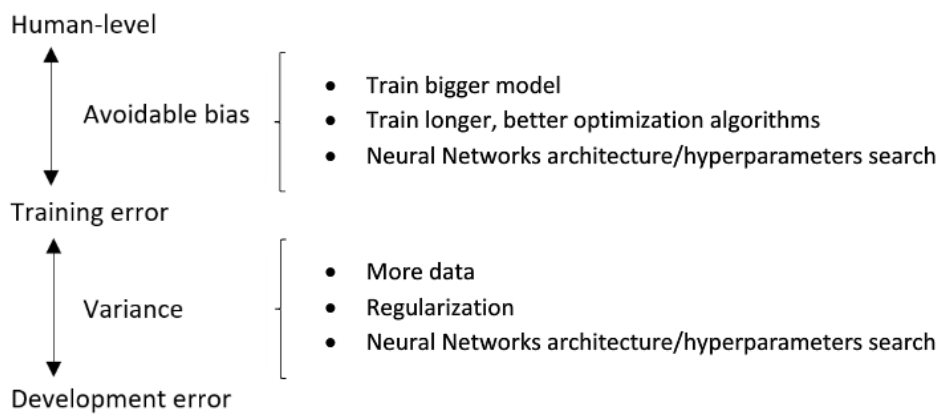 Human-level
Avoidable bias
• Train bigger model
• Train longer, better optimization algorithms
• Neural Networks architecture/hyperparameters search
Training error
Variance
• More data
• Regularization
• Neural Networks architecture/hyperparameters search
Development error